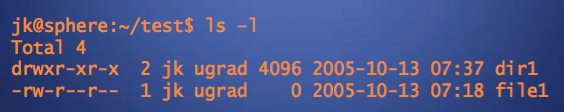 jk@sphere:~/test$ ls -l
Total 4
drwxr-xr-x 2 jk ugrad 4096 2005-10-13 07:37 dir1
-rw-r--r-- 1 jk ugrad 0 2005-10-13 07:18 file1